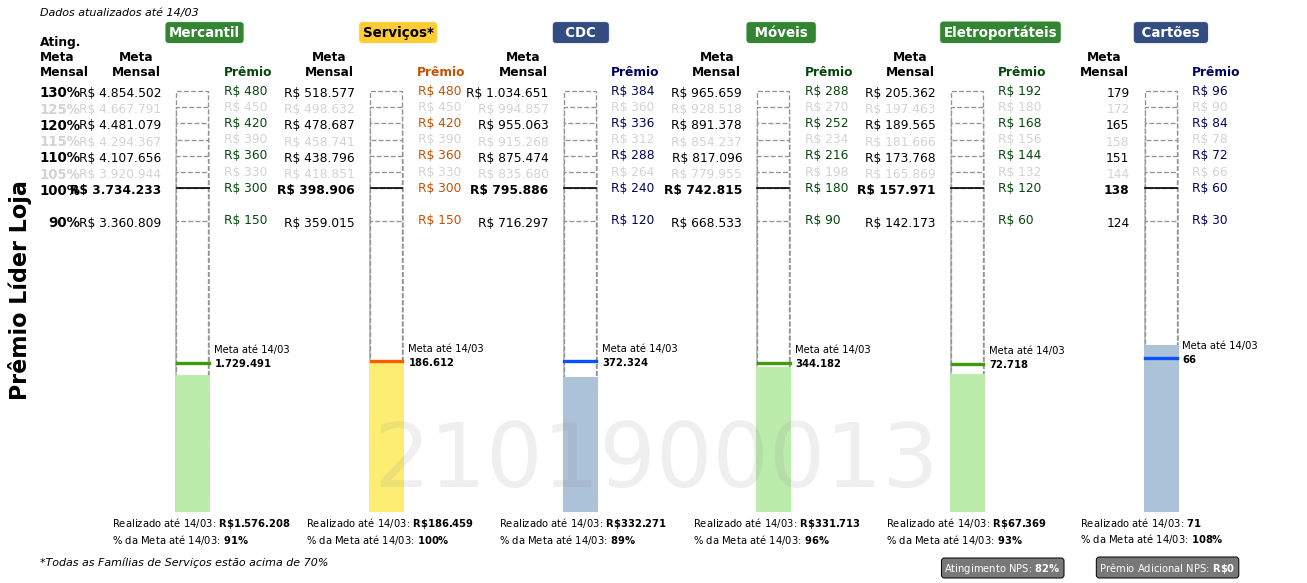 Dados atualizados até 14/03
Mercantil Serviços* CDC Móveis Eletroportáteis Cartões
Ating. Meta Mensal
Meta Mensal Prêmio Meta Mensal Prêmio Meta Mensal Prêmio Meta Mensal Prêmio Meta Mensal Prêmio Meta Mensal Prêmio
130% R$ 4.854.502 R$ 480 R$ 518.577 R$ 480 R$ 1.034.651 R$ 384 R$ 965.659 R$ 288 R$ 205.362 R$ 192 179 R$ 96
125% R$ 4.667.791 R$ 450 R$ 498.632 R$ 450 R$ 994.857 R$ 360 R$ 928.518 R$ 270 R$ 197.463 R$ 180 172 R$ 90
120% R$ 4.481.079 R$ 420 R$ 478.687 R$ 420 R$ 955.063 R$ 336 R$ 891.378 R$ 252 R$ 189.565 R$ 168 165 R$ 84
115% R$ 4.294.367 R$ 390 R$ 458.741 R$ 390 R$ 915.268 R$ 312 R$ 854.237 R$ 234 R$ 181.666 R$ 156 158 R$ 78
110% R$ 4.107.656 R$ 360 R$ 438.796 R$ 360 R$ 875.474 R$ 288 R$ 817.096 R$ 216 R$ 173.768 R$ 144 151 R$ 72
105% R$ 3.920.944 R$ 330 R$ 418.851 R$ 330 R$ 835.680 R$ 264 R$ 779.955 R$ 198 R$ 165.869 R$ 132 144 R$ 66
100% R$ 3.734.233 R$ 300 R$ 398.906 R$ 300 R$ 795.886 R$ 240 R$ 742.815 R$ 180 R$ 157.971 R$ 120 138 R$ 60
90% R$ 3.360.809 R$ 150 R$ 359.015 R$ 150 R$ 716.297 R$ 120 R$ 668.533 R$ 90 R$ 142.173 R$ 60 124 R$ 30
Prêmio Líder Loja
Meta até 14/03 Meta até 14/03 Meta até 14/03 Meta até 14/03 Meta até 14/03 Meta até 14/03
1.729.491 186.612 372.324 344.182 72.718 66
2101900013
Realizado até 14/03: R$1.576.208 Realizado até 14/03: R$186.459 Realizado até 14/03: R$332.271 Realizado até 14/03: R$331.713 Realizado até 14/03: R$67.369 Realizado até 14/03: 71
% da Meta até 14/03: 91% % da Meta até 14/03: 100% % da Meta até 14/03: 89% % da Meta até 14/03: 96% % da Meta até 14/03: 93% % da Meta até 14/03: 108%
*Todas as Famílias de Serviços estão acima de 70% Atingimento NPS: 82% Prêmio Adicional NPS: R$0